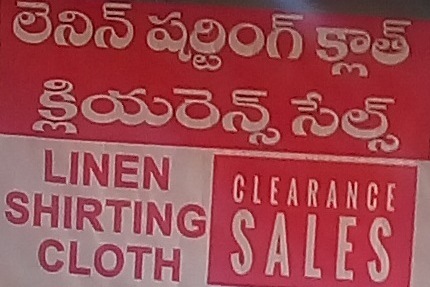 లెనిన్ షర్టింగ్ క్లాత్
క్లియరెన్స్ సేల్స్
LINEN
SHIRTING
CLOTH
CLEARANCE
SALES